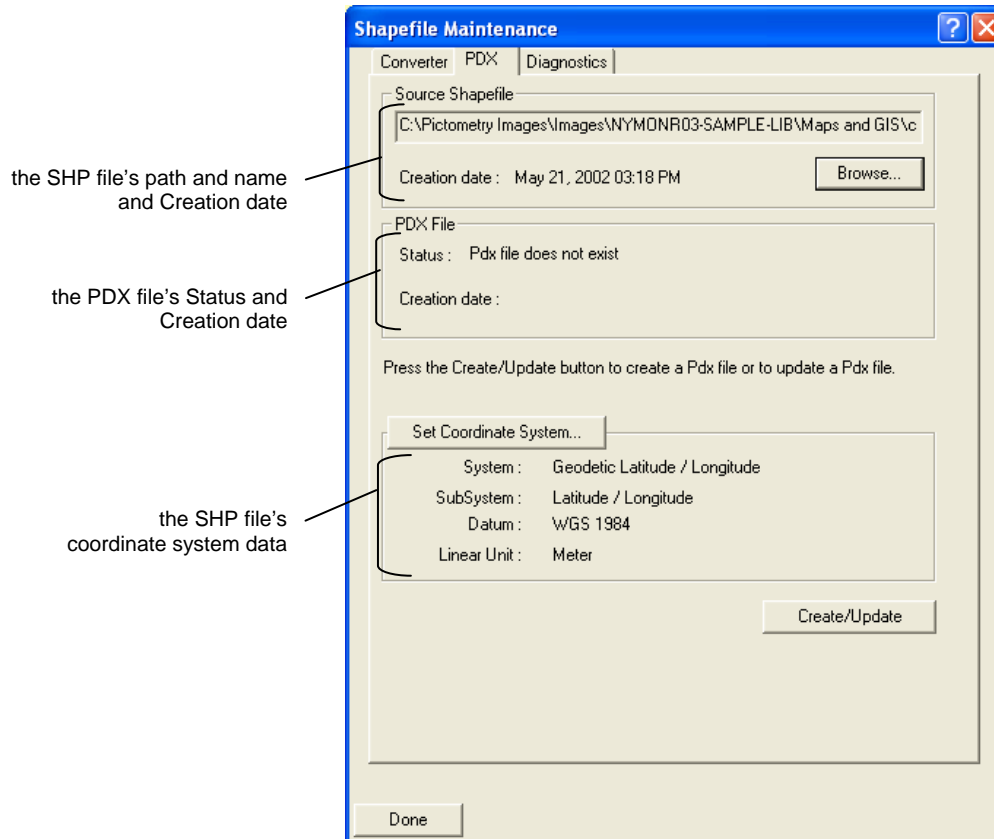 Shapefile Maintenance
Converter PDX Diagnostics
Source Shapefile
C:\Pictometry Images\Images\NYMONR03-SAMPLE-LIB\Maps and GIS\c
the SHP file's path and name
and Creation date
Creation date : May 21, 2002 03:18 PM
Browse...
PDX File
Status : Pdx file does not exist
the PDX file's Status and
Creation date
Creation date :
Press the Create/Update button to create a Pdx file or to update a Pdx file.
Set Coordinate System...
System : Geodetic Latitude / Longitude
SubSystem : Latitude / Longitude
the SHP file's
coordinate system data
Datum : WGS 1984
Linear Unit : Meter
Create/Update
Done